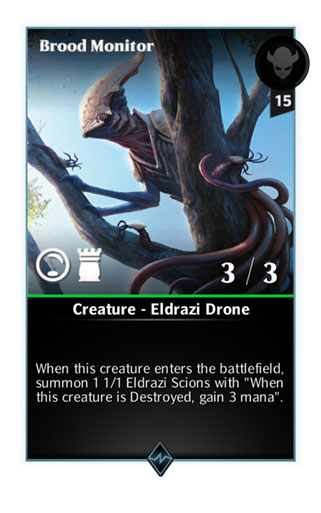 Brood Monitor
15
3 / 3
Creature - Eldrazi Drone
When this creature enters the battlefield,
summon 1 1/1 Eldrazi Scions with "When
this creature is Destroyed, gain 3 mana".